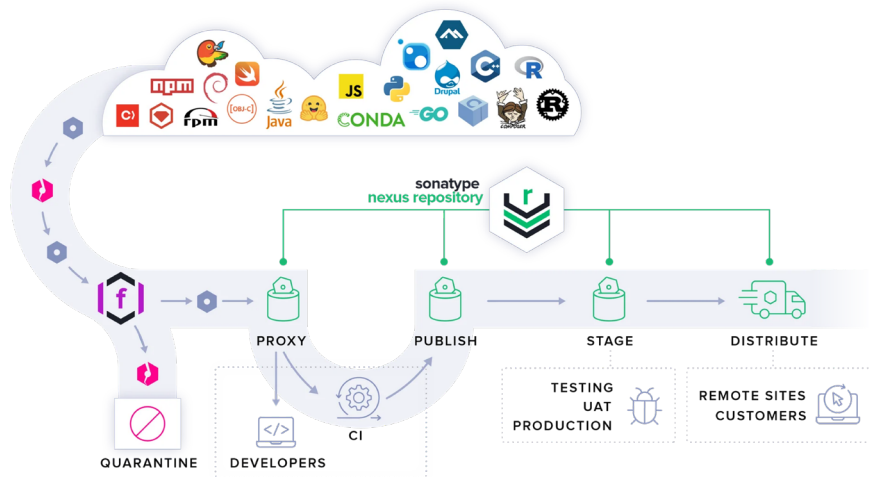 npm
JS
Drupal
C++
R
C)
rpm
[OBJ-C]
Java
CONDA
GO
COMPOSER
R
sonatype
nexus repository
r
f
PROXY
PUBLISH
STAGE
DISTRIBUTE
TESTING
UAT
PRODUCTION
REMOTE SITES
CUSTOMERS
</>
CI
QUARANTINE
DEVELOPERS